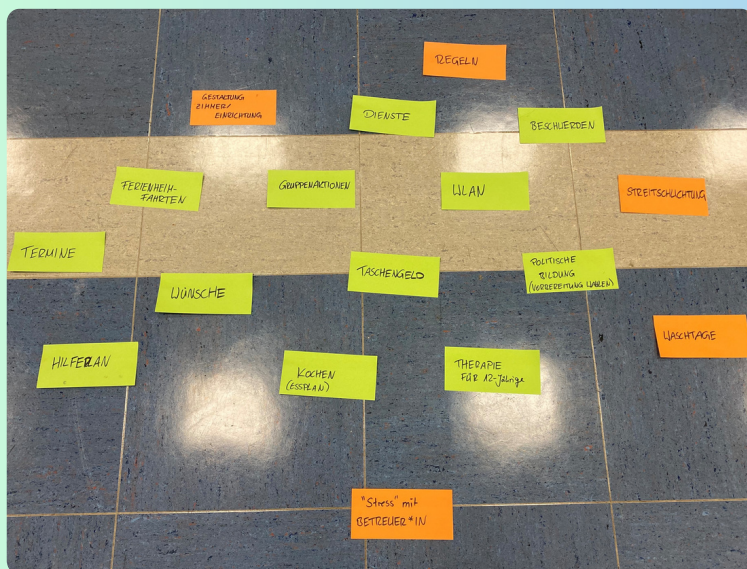 REGELN
GESTALTUNG
ZIMMER/
EINRICHTUNG
DIENSTE
BESCHWERDEN
FERIENHEIM-
FAHRTEN
GRUPPENAKTIONEN
WLAN
STREITSCHLICHTUNG
TERMINE
WÜNSCHE
TASCHENGELD
POLITISCHE
BILDUNG
(VORBEREITUNG WAHLEN)
WASCHTAGE
HILFEPLAN
KOCHEN
(ESSPLAN)
THERAPIE
FÜR 12-Jährige
"Stress" mit
BETREUER*IN